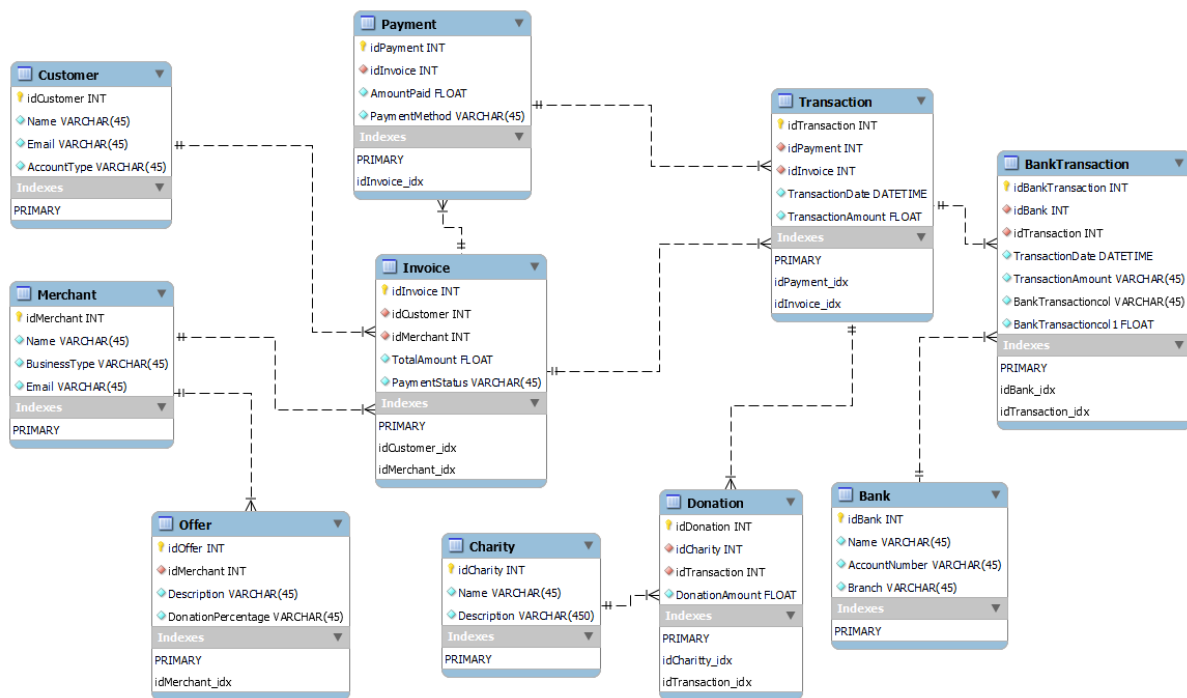 Payment
idPayment INT
idInvoice INT
AmountPaid FLOAT
PaymentMethod VARCHAR(45)
Indexes
PRIMARY
idInvoice_idx
Customer
idCustomer INT
Name VARCHAR(45)
Email VARCHAR(45)
AccountType VARCHAR(45)
Indexes
PRIMARY
Transaction
idTransaction INT
idPayment INT
idInvoice INT
TransactionDate DATETIME
TransactionAmount FLOAT
Indexes
PRIMARY
idPayment_idx
idInvoice_idx
BankTransaction
idBankTransaction INT
idBank INT
idTransaction INT
TransactionDate DATETIME
TransactionAmount VARCHAR(45)
BankTransactioncol VARCHAR(45)
BankTransactioncol1 FLOAT
Indexes
PRIMARY
idBank_idx
idTransaction_idx
Merchant
idMerchant INT
Name VARCHAR(45)
BusinessType VARCHAR(45)
Email VARCHAR(45)
Indexes
PRIMARY
Invoice
idInvoice INT
idCustomer INT
idMerchant INT
TotalAmount FLOAT
PaymentStatus VARCHAR(45)
Indexes
PRIMARY
idCustomer_idx
idMerchant_idx
Offer
idOffer INT
idMerchant INT
Description VARCHAR(45)
DonationPercentage VARCHAR(45)
Indexes
PRIMARY
idMerchant_idx
Charity
idCharity INT
Name VARCHAR(45)
Description VARCHAR(450)
Indexes
PRIMARY
Donation
idDonation INT
idCharity INT
idTransaction INT
DonationAmount FLOAT
Indexes
PRIMARY
idCharitty_idx
idTransaction_idx
Bank
idBank INT
Name VARCHAR(45)
AccountNumber VARCHAR(45)
Branch VARCHAR(45)
Indexes
PRIMARY